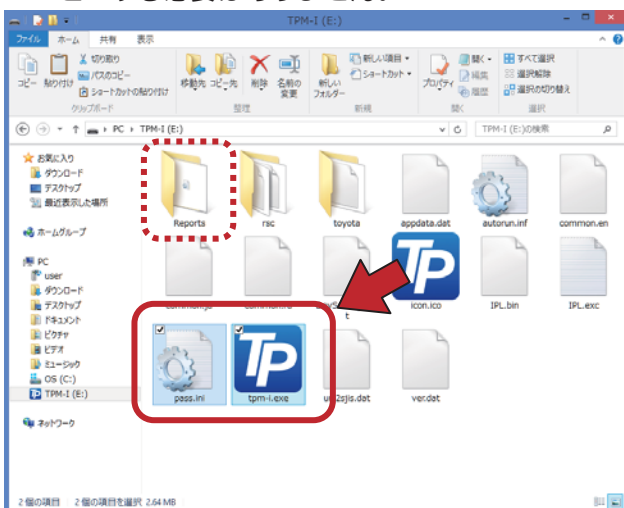 TPM-I (E:)
ファイル ホーム 共有 表示
コピー 貼り付け 切り取り パスのコピー ショートカットの貼り付け
移動先 コピー先 削除 名前の変更
新しいフォルダー 新しい項目 ショートカット
プロパティ 開く 編集 履歴
すべて選択 選択解除 選択の切り替え
クリップボード 整理 新規 開く 選択
PC TPM-I (E:) TPM-I (E:)の検索
お気に入り
ダウンロード
デスクトップ
最近表示した場所
ホームグループ
PC
user
ダウンロード
デスクトップ
ドキュメント
ピクチャ
ビデオ
ミュージック
OS (C:)
TPM-I (E:)
ネットワーク
Reports rsc toyota appdata.dat autorun.inf common.en
TP
icon.ico IPL.bin IPL.exc
TP
pass.ini tpm-i.exe ver.dat
2 個の項目 2 個の項目を選択 2.64 MB